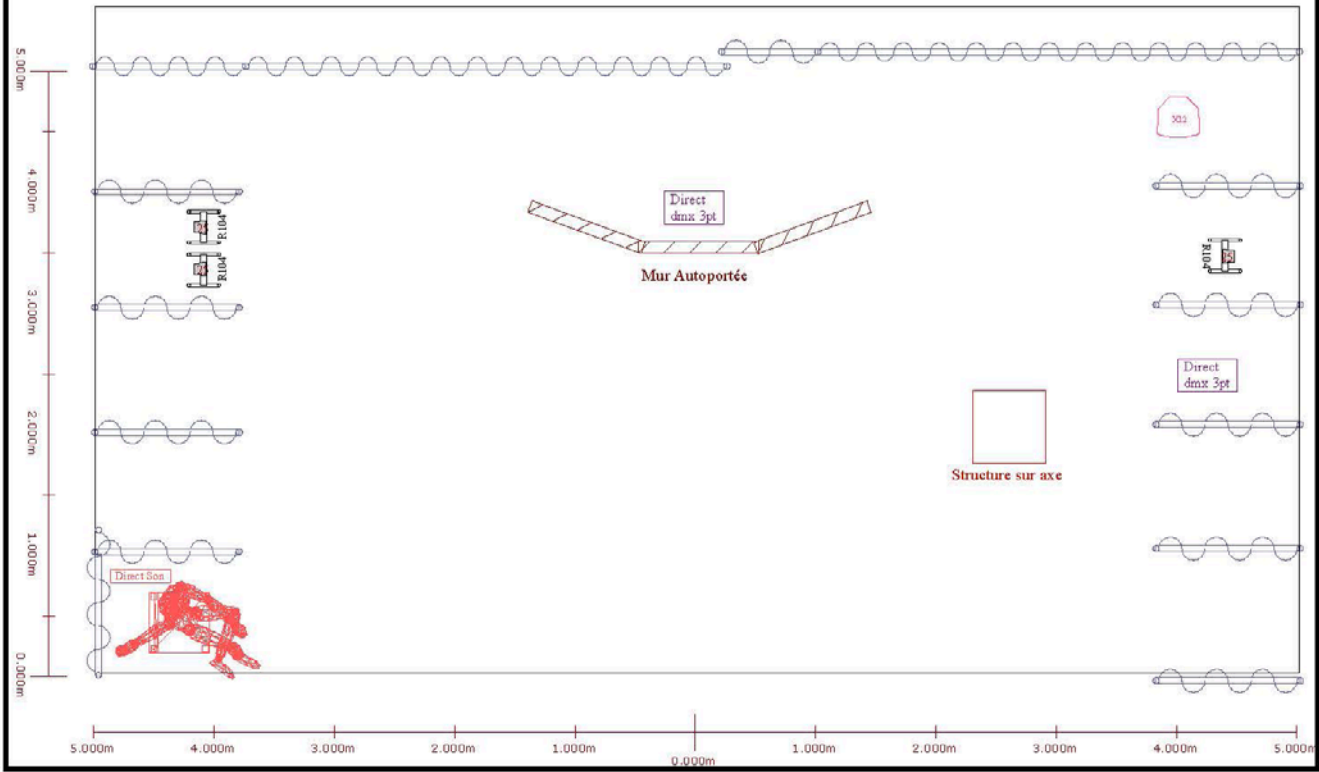 5.000m
4.000m
R104
R104
3.000m
2.000m
1.000m
0.000m
Direct
dmx 3pt
Mur Autoportée
R104
Direct
dmx 3pt
Structure sur axe
Direct Son
5.000m
4.000m
3.000m
2.000m
1.000m
0.000m
1.000m
2.000m
3.000m
4.000m
5.000m